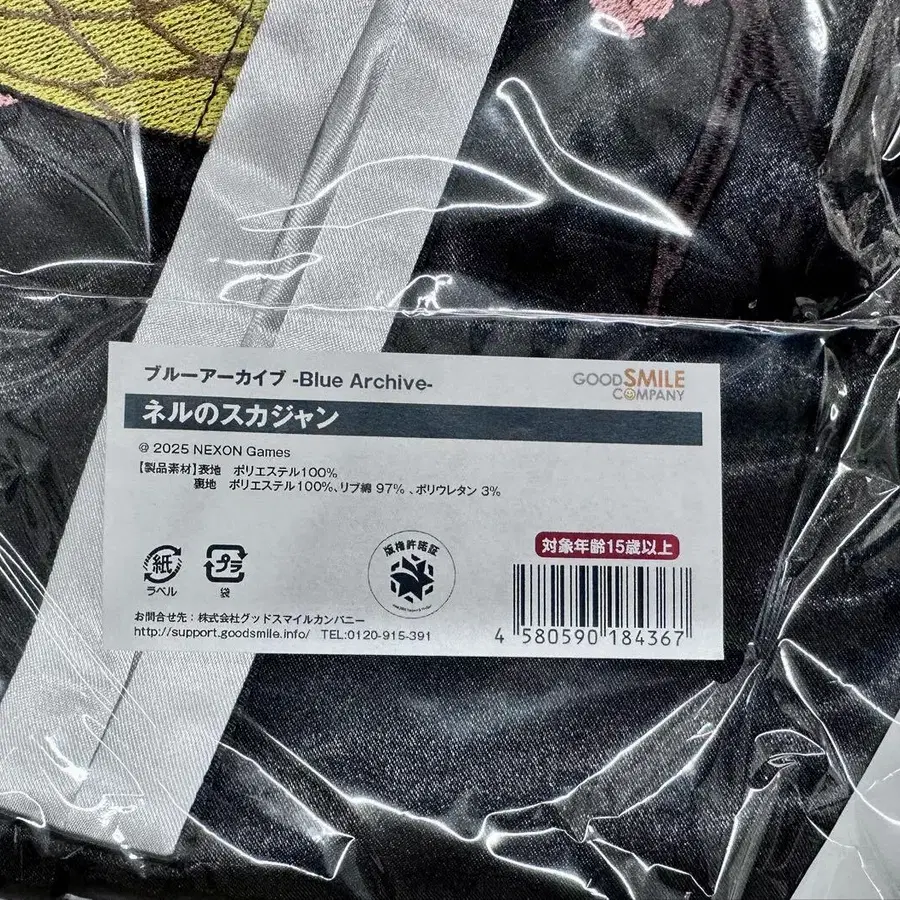 ブルーアーカイブ -Blue Archive-
GOOD SMILE
COMPANY
ネルのスカジャン
© 2025 NEXON Games
【製品素材】表地 ポリエステル100%
裏地 ポリエステル100%、リブ綿 97% 、ポリウレタン 3%
紙
ラベル
プラ
袋
版権許諾証
対象年齢15歳以上
お問合せ先：株式会社グッドスマイルカンパニー
http://support.goodsmile.info/ TEL:0120-915-391
4 580590 184367